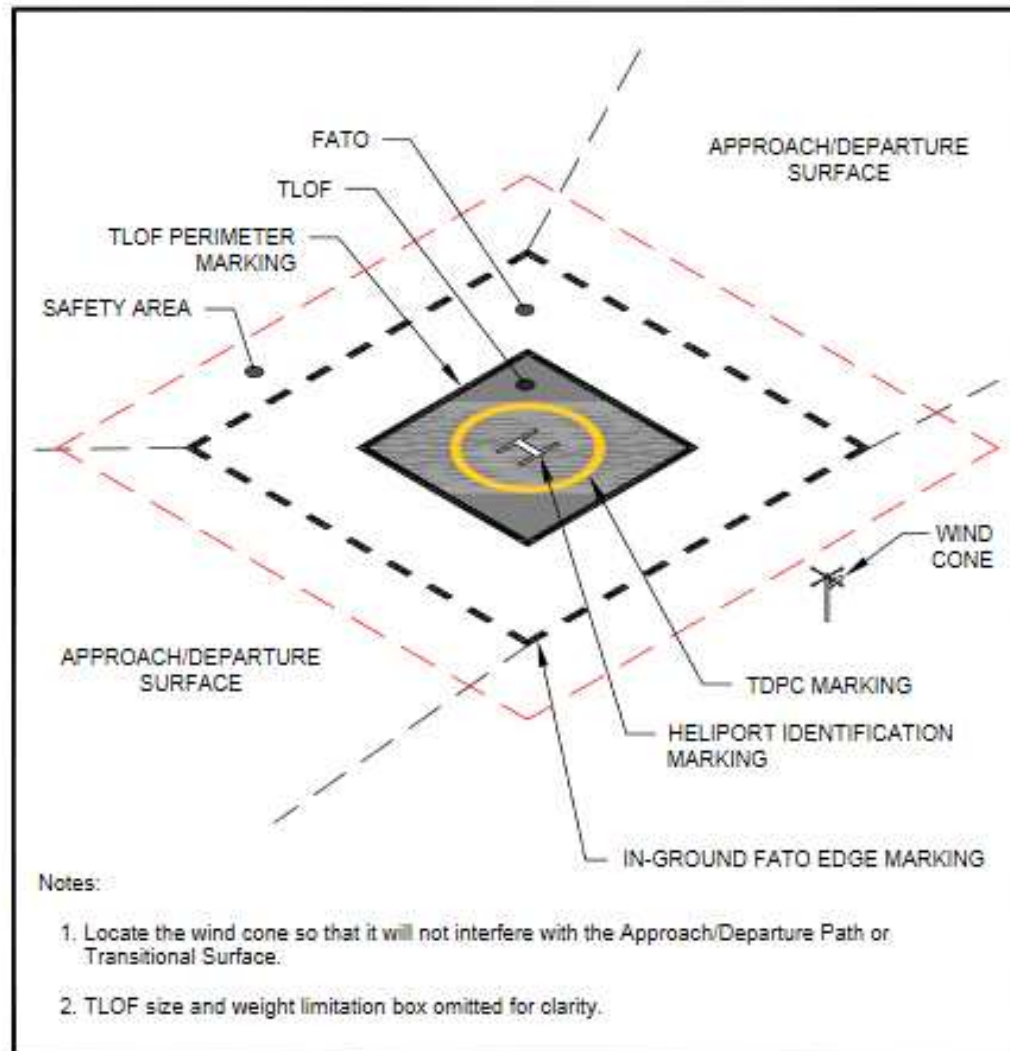 FATO
APPROACH/DEPARTURE
SURFACE
TLOF
TLOF PERIMETER
MARKING
SAFETY AREA
H
WIND
CONE
APPROACH/DEPARTURE
SURFACE
TDPC MARKING
HELIPORT IDENTIFICATION
MARKING
IN-GROUND FATO EDGE MARKING
Notes:
1. Locate the wind cone so that it will not interfere with the Approach/Departure Path or
Transitional Surface.
2. TLOF size and weight limitation box omitted for clarity.